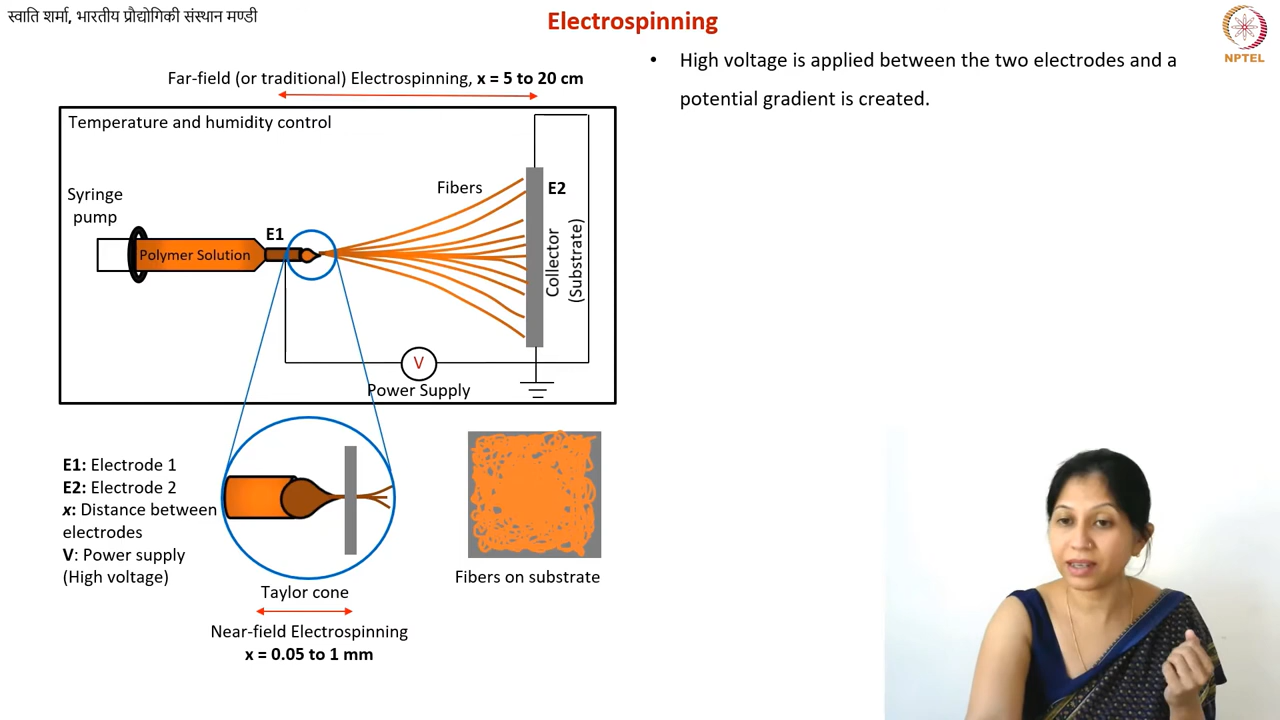 स्वाति शर्मा, भारतीय प्रौद्योगिकी संस्थान मण्डी
Electrospinning
NPTEL
Far-field (or traditional) Electrospinning, x = 5 to 20 cm
Temperature and humidity control
Syringe
pump
Polymer Solution
E1
Fibers
E2
Collector
(Substrate)
V
Power Supply
E1: Electrode 1
E2: Electrode 2
x: Distance between
electrodes
V: Power supply
(High voltage)
Taylor cone
Near-field Electrospinning
x = 0.05 to 1 mm
Fibers on substrate
• High voltage is applied between the two electrodes and a
potential gradient is created.